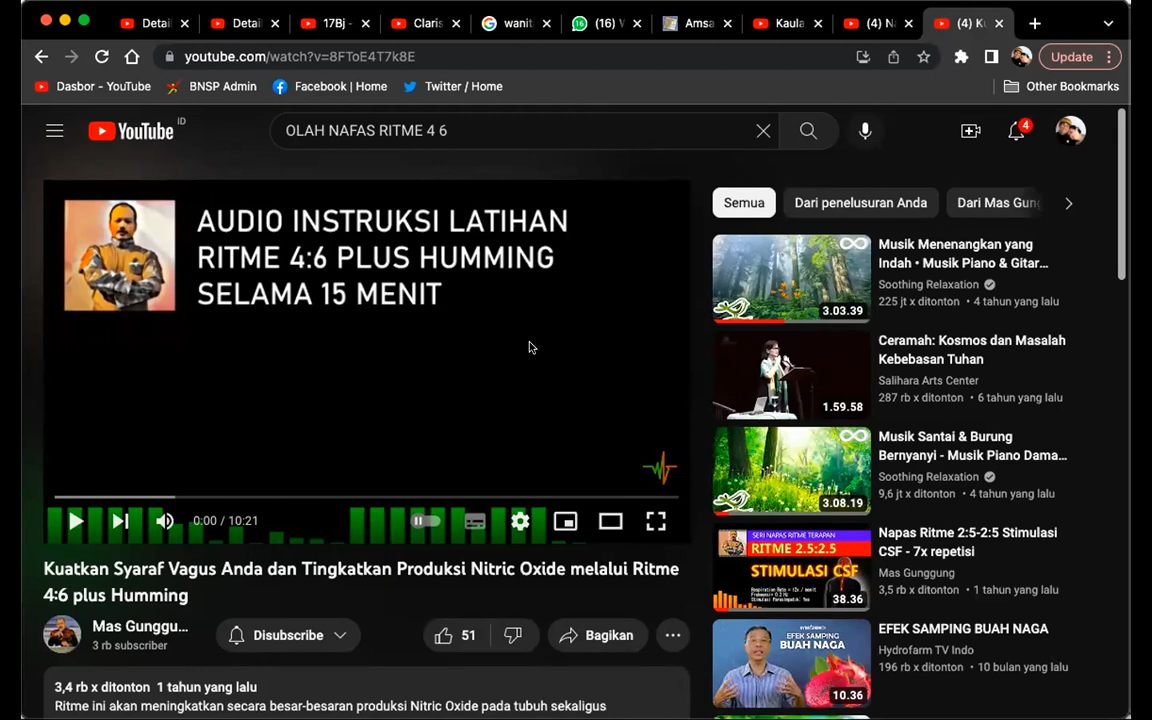 Detail
Detail
17Bj -
Claris
wanit
(16)
Amsa
Kaula
(4) N
(4) K
youtube.com/watch?v=8FToE4T7k8E
Update
Dasbor - YouTube
BNSP Admin
Facebook | Home
Twitter / Home
Other Bookmarks
YouTube ID
OLAH NAFAS RITME 4 6
4
AUDIO INSTRUKSI LATIHAN
RITME 4:6 PLUS HUMMING
SELAMA 15 MENIT
0:00 / 10:21
Kuatkan Syaraf Vagus Anda dan Tingkatkan Produksi Nitric Oxide melalui Ritme
4:6 plus Humming
Mas Gunggu...
3 rb subscriber
Disubscribe
51
Bagikan
3,4 rb x ditonton 1 tahun yang lalu
Ritme ini akan meningkatkan secara besar-besaran produksi Nitric Oxide pada tubuh sekaligus
Semua
Dari penelusuran Anda
Dari Mas Gung
Musik Menenangkan yang
Indah • Musik Piano & Gitar...
Soothing Relaxation
225 jt x ditonton • 4 tahun yang lalu
3.03.39
Ceramah: Kosmos dan Masalah
Kebebasan Tuhan
Salihara Arts Center
287 rb x ditonton • 6 tahun yang lalu
1.59.58
Musik Santai & Burung
Bernyanyi - Musik Piano Dama...
Soothing Relaxation
9,6 jt x ditonton • 4 tahun yang lalu
3.08.19
SERI NAPAS RITME TERAPAN
RITME 2.5:2.5
STIMULASI CSF
38.36
Napas Ritme 2:5-2:5 Stimulasi
CSF - 7x repetisi
Mas Gunggung
3,5 rb x ditonton • 1 tahun yang lalu
EFEK SAMPING
BUAH NAGA
10.36
EFEK SAMPING BUAH NAGA
Hydrofarm TV Indo
196 rb x ditonton • 10 bulan yang lalu